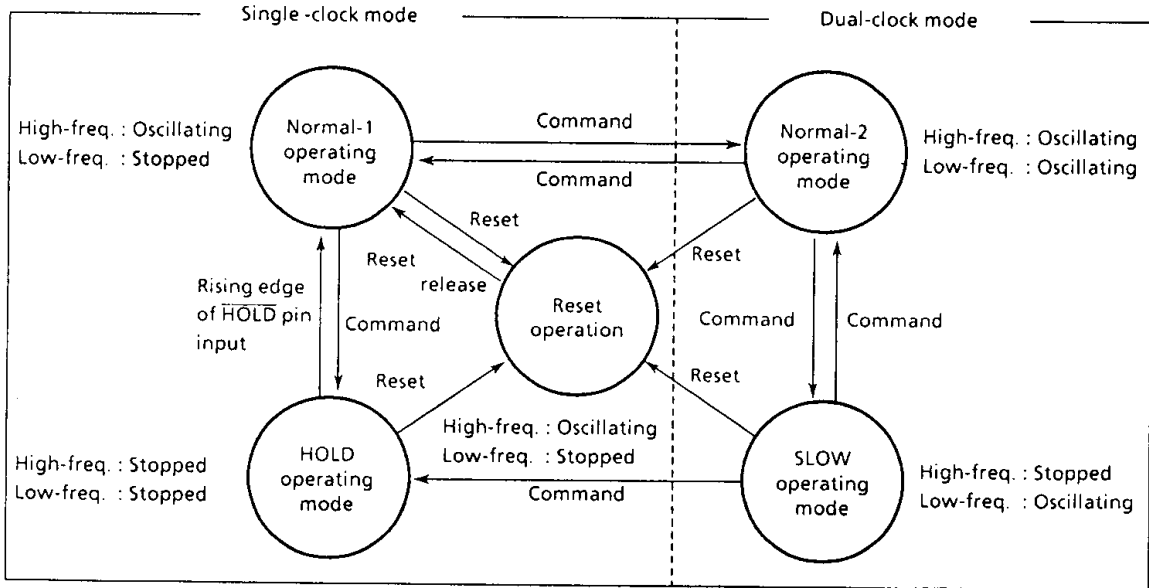 Single -clock mode
Dual-clock mode
High-freq. : Oscillating
Low-freq. : Stopped
Normal-1
operating
mode
Command
Command
Normal-2
operating
mode
High-freq. : Oscillating
Low-freq. : Oscillating
Reset
Reset
release
Reset
Rising edge
of HOLD pin
input
Command
Reset
operation
Command
Command
Reset
Reset
High-freq. : Oscillating
Low-freq. : Stopped
Command
High-freq. : Stopped
Low-freq. : Stopped
HOLD
operating
mode
SLOW
operating
mode
High-freq. : Stopped
Low-freq. : Oscillating